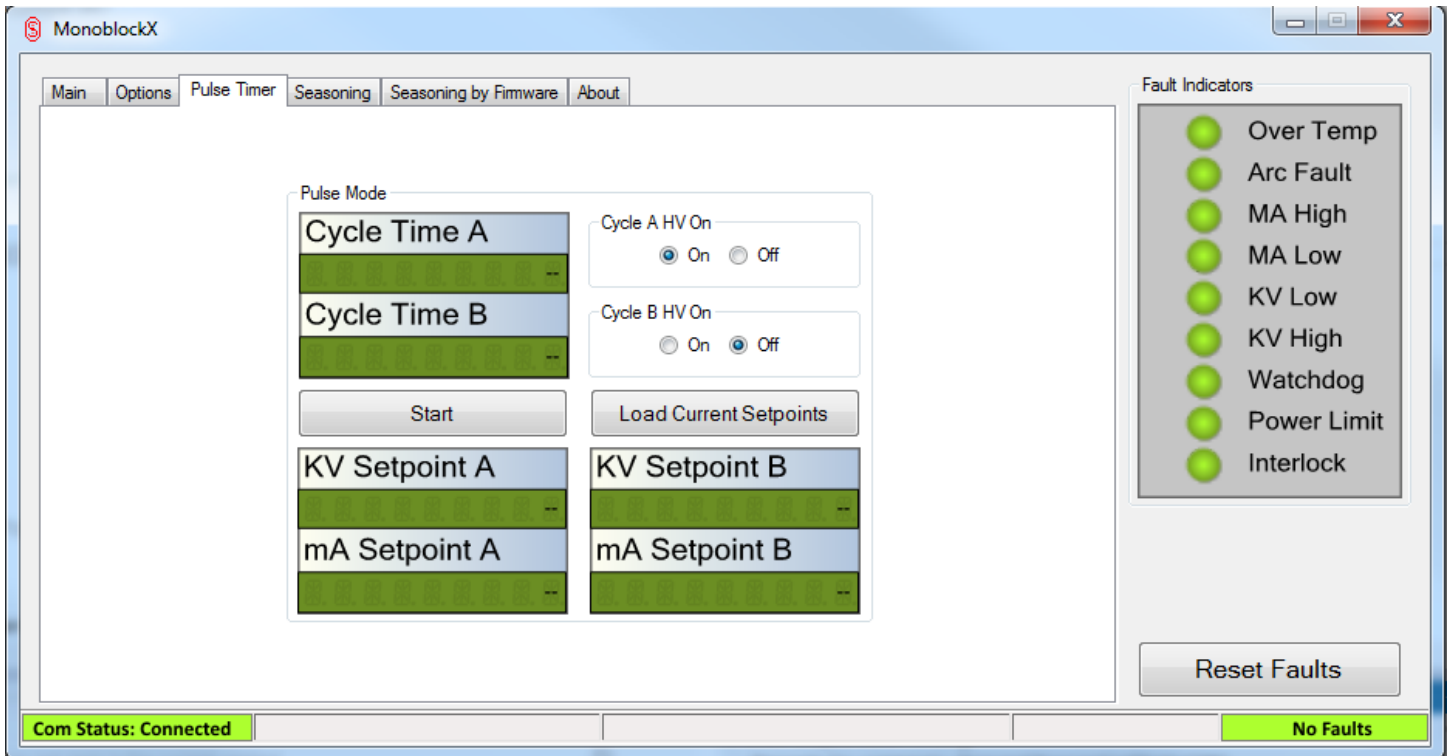 MonoblockX
Main Options Pulse Timer Seasoning Seasoning by Firmware About
Pulse Mode
Cycle Time A
--
Cycle Time B
--
Cycle A HV On
On Off
Cycle B HV On
On Off
Start
Load Current Setpoints
KV Setpoint A
--
mA Setpoint A
--
KV Setpoint B
--
mA Setpoint B
--
Fault Indicators
Over Temp
Arc Fault
MA High
MA Low
KV Low
KV High
Watchdog
Power Limit
Interlock
Reset Faults
Com Status: Connected
No Faults